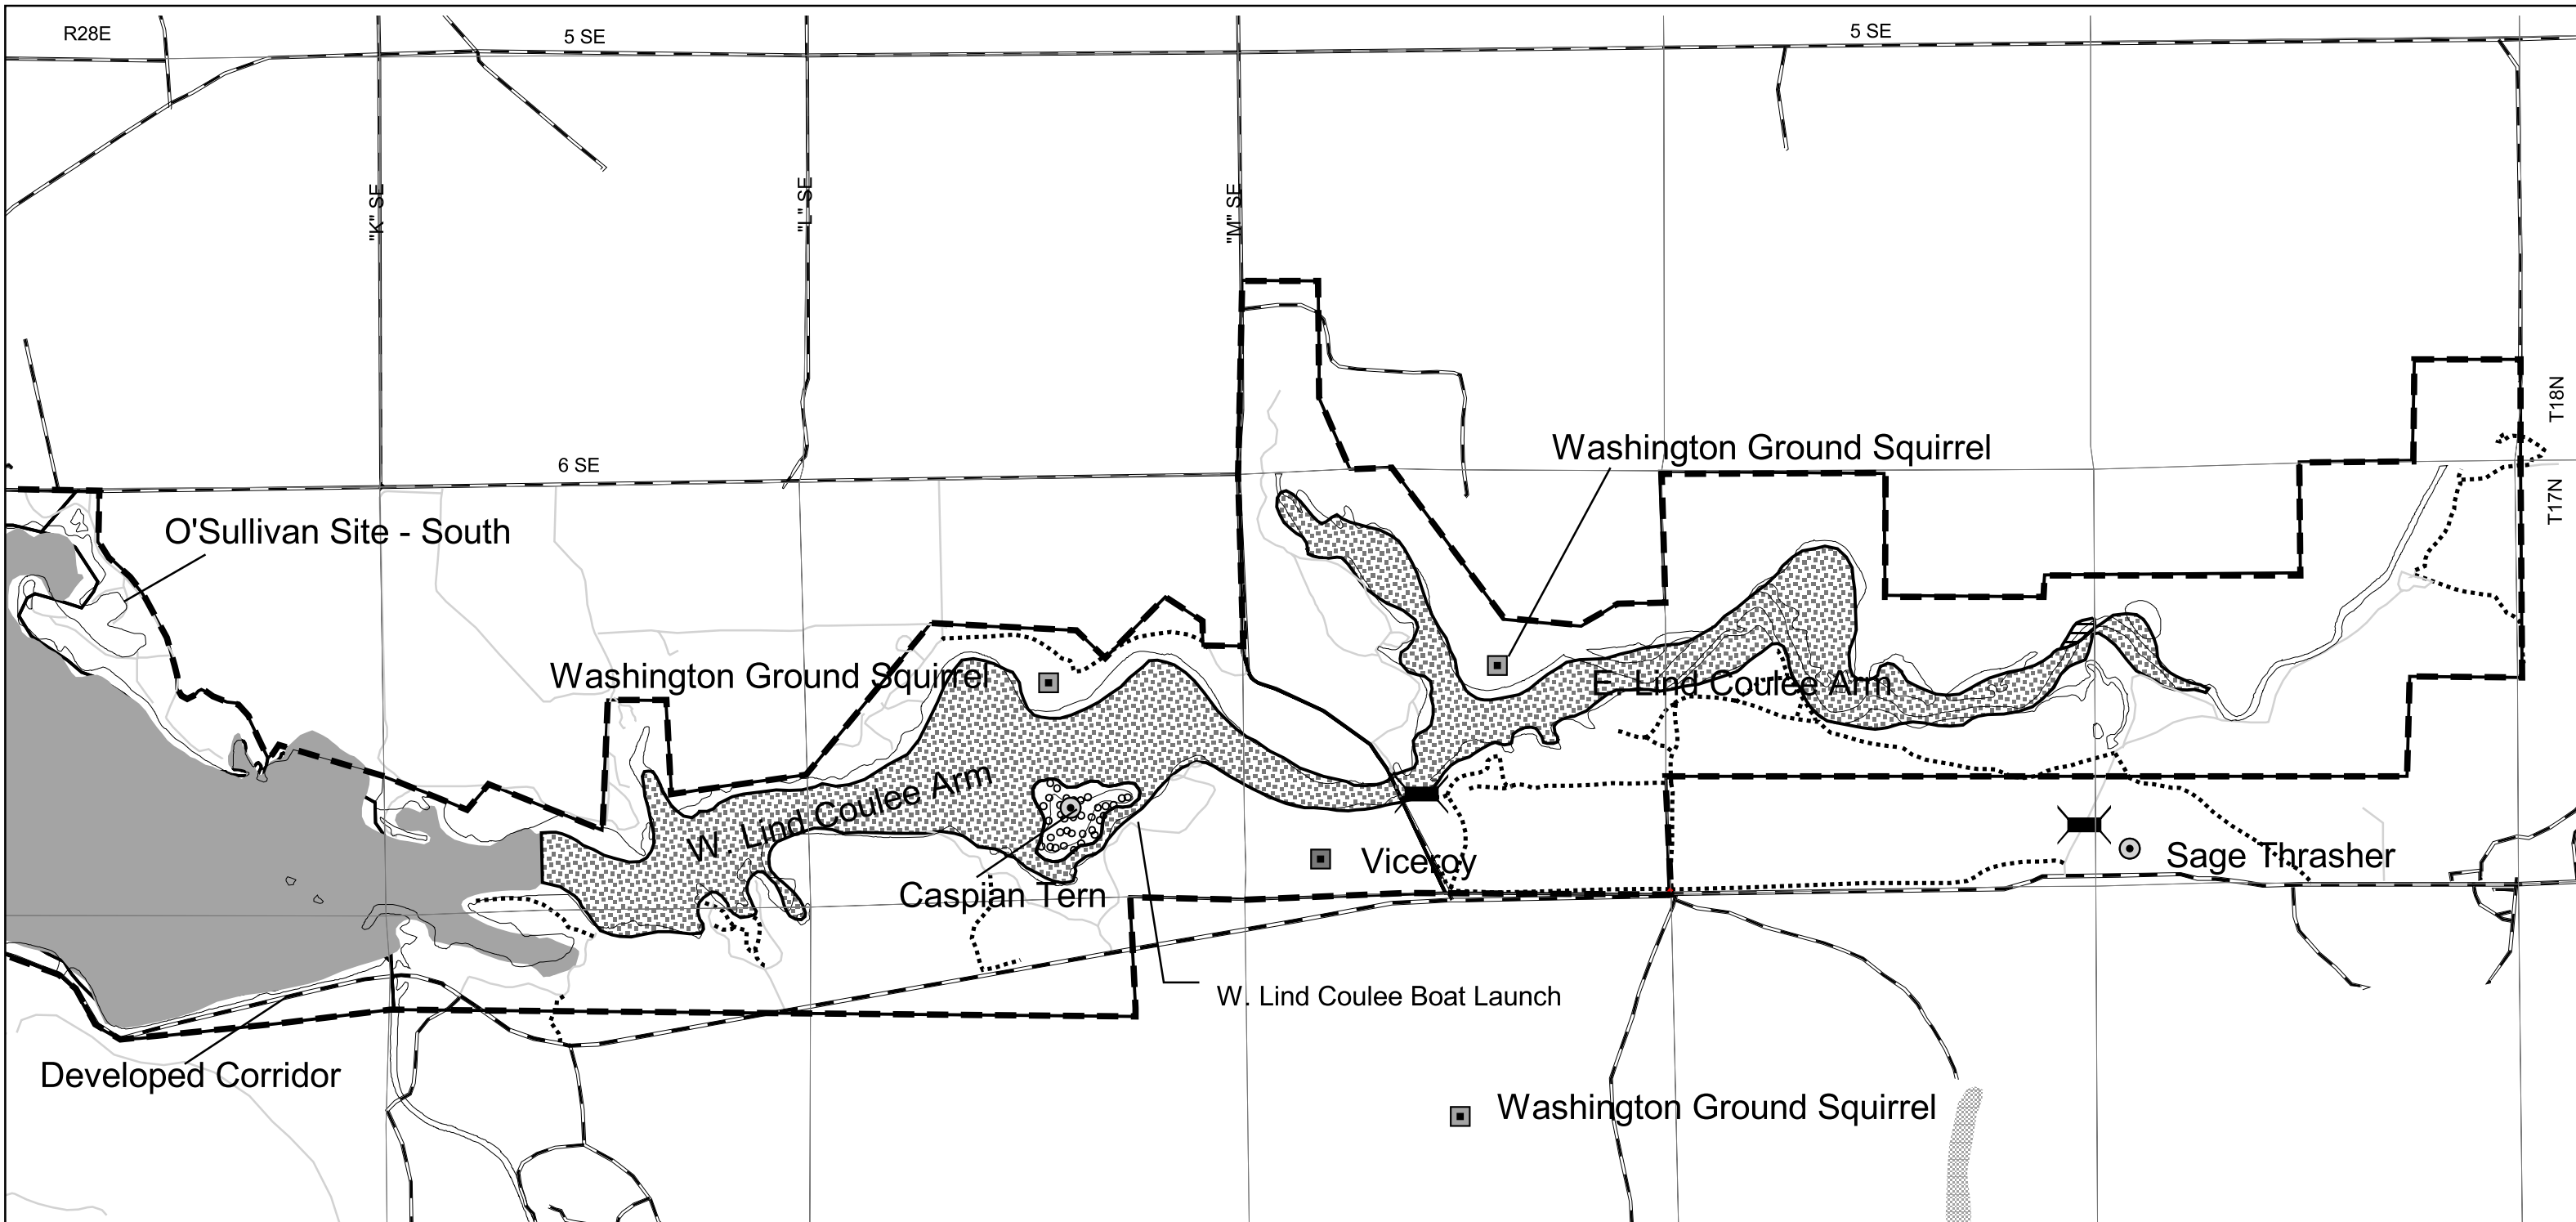 R28E
5 SE
5 SE
"K" SE
"L" SE
"M" SE
T18N
Washington Ground Squirrel
6 SE
T17N
O'Sullivan Site - South
Washington Ground Squirrel
E. Lind Coulee Arm
W. Lind Coulee Arm
Viceroy
Sage Thrasher
Caspian Tern
W. Lind Coulee Boat Launch
Developed Corridor
Washington Ground Squirrel